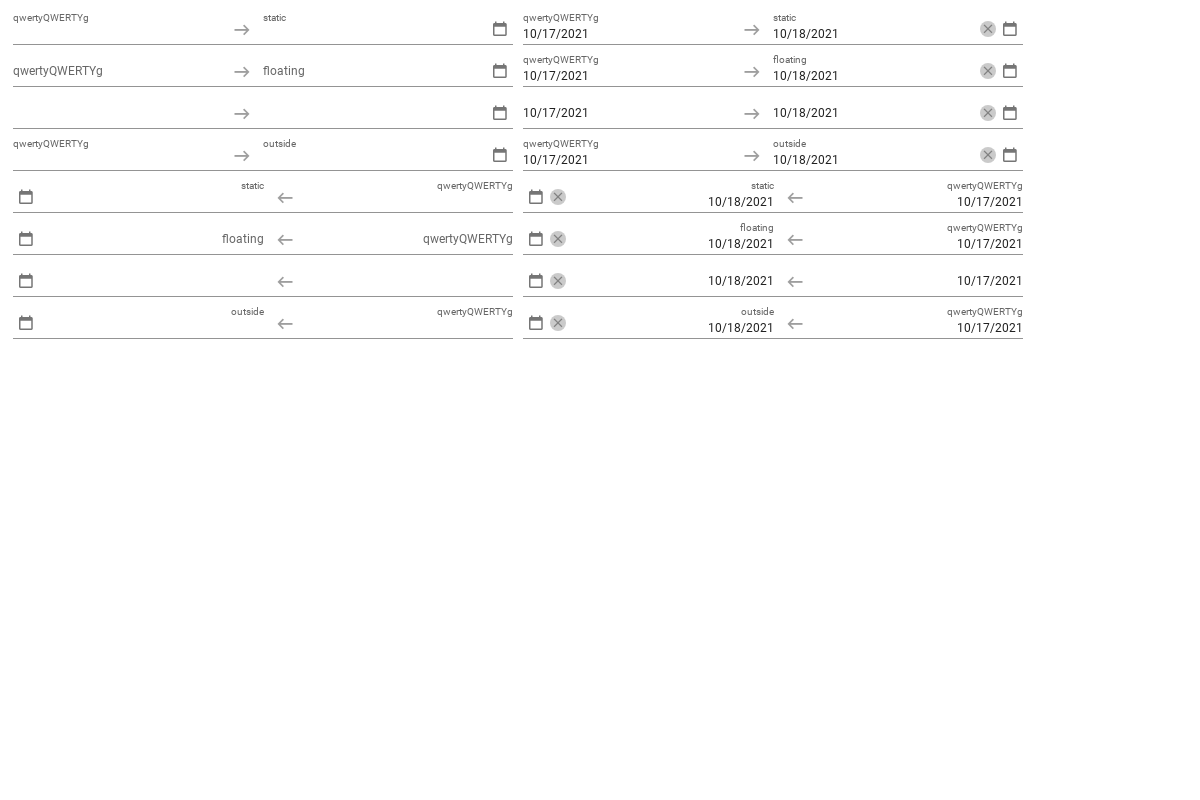 qwertyQWERTYg static qwertyQWERTYg static
10/17/2021 10/18/2021
qwertyQWERTYg floating qwertyQWERTYg floating
10/17/2021 10/18/2021
10/17/2021 10/18/2021
qwertyQWERTYg outside qwertyQWERTYg outside
10/17/2021 10/18/2021
static qwertyQWERTYg static qwertyQWERTYg
10/18/2021 10/17/2021
floating qwertyQWERTYg floating qwertyQWERTYg
10/18/2021 10/17/2021
10/18/2021 10/17/2021
outside qwertyQWERTYg outside qwertyQWERTYg
10/18/2021 10/17/2021